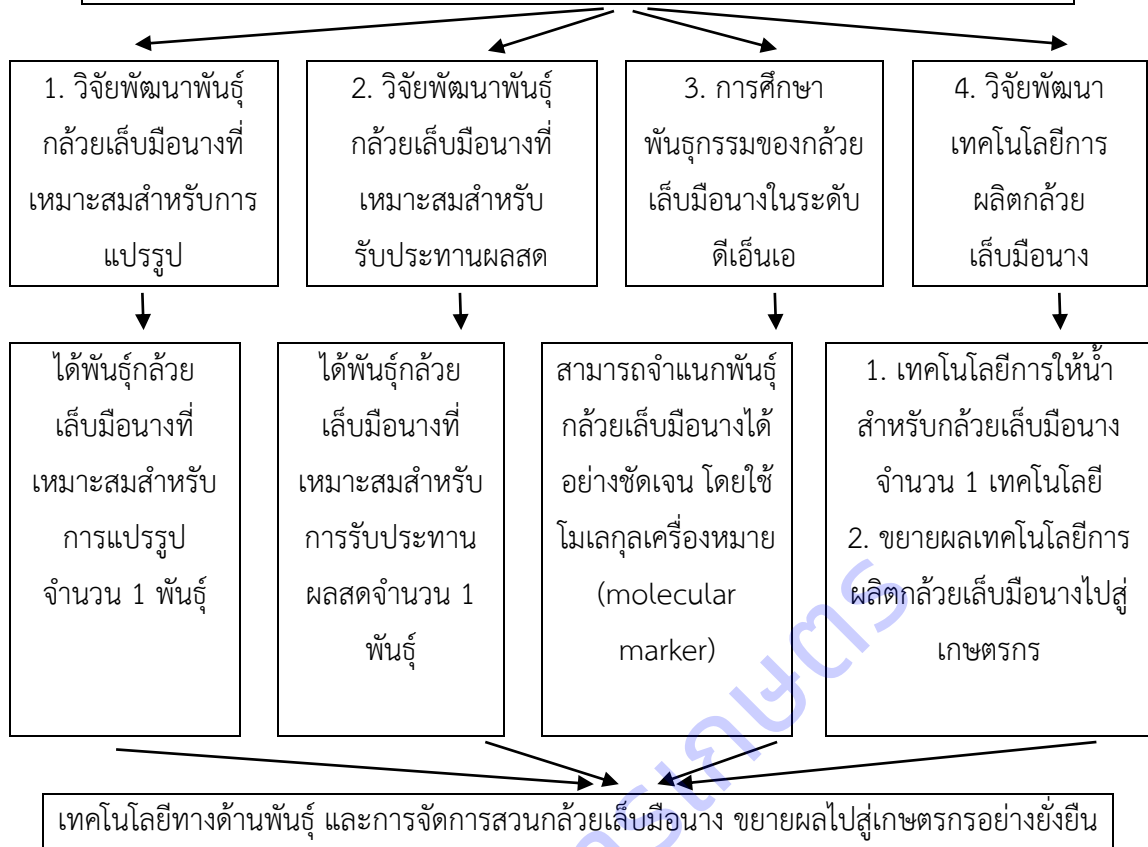 1. วิจัยพัฒนาพันธุ์
กล้วยเล็บมือนางที่
เหมาะสมสำหรับการ
แปรรูป
2. วิจัยพัฒนาพันธุ์
กล้วยเล็บมือนางที่
เหมาะสมสำหรับ
รับประทานผลสด
3. การศึกษา
พันธุกรรมของกล้วย
เล็บมือนางในระดับ
ดีเอ็นเอ
4. วิจัยพัฒนา
เทคโนโลยีการ
ผลิตกล้วย
เล็บมือนาง
ได้พันธุ์กล้วย
เล็บมือนางที่
เหมาะสมสำหรับ
การแปรรูป
จำนวน 1 พันธุ์
ได้พันธุ์กล้วย
เล็บมือนางที่
เหมาะสมสำหรับ
การรับประทาน
ผลสดจำนวน 1
พันธุ์
สามารถจำแนกพันธุ์
กล้วยเล็บมือนางได้
อย่างชัดเจน โดยใช้
โมเลกุลเครื่องหมาย
(molecular
marker)
1. เทคโนโลยีการให้น้ำ
สำหรับกล้วยเล็บมือนาง
จำนวน 1 เทคโนโลยี
2. ขยายผลเทคโนโลยีการ
ผลิตกล้วยเล็บมือนางไปสู่
เกษตรกร
เทคโนโลยีทางด้านพันธุ์ และการจัดการสวนกล้วยเล็บมือนาง ขยายผลไปสู่เกษตรกรอย่างยั่งยืน